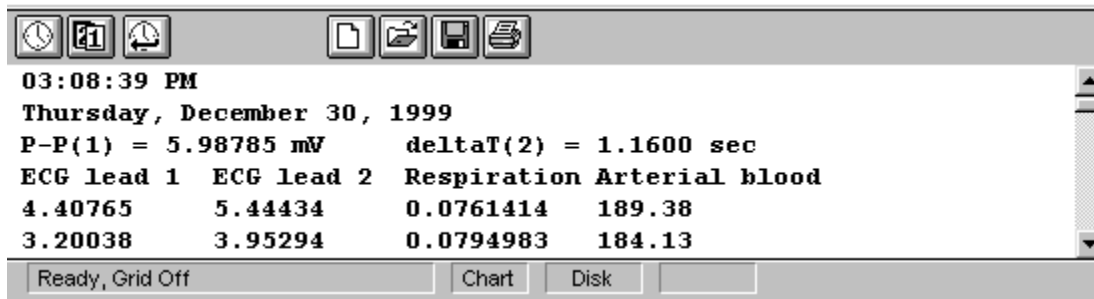 03:08:39 PM
Thursday, December 30, 1999
P-P(1) = 5.98785 mV deltaT(2) = 1.1600 sec
ECG lead 1 ECG lead 2 Respiration Arterial blood
4.40765 5.44434 0.0761414 189.38
3.20038 3.95294 0.0794983 184.13
Ready, Grid Off Chart Disk